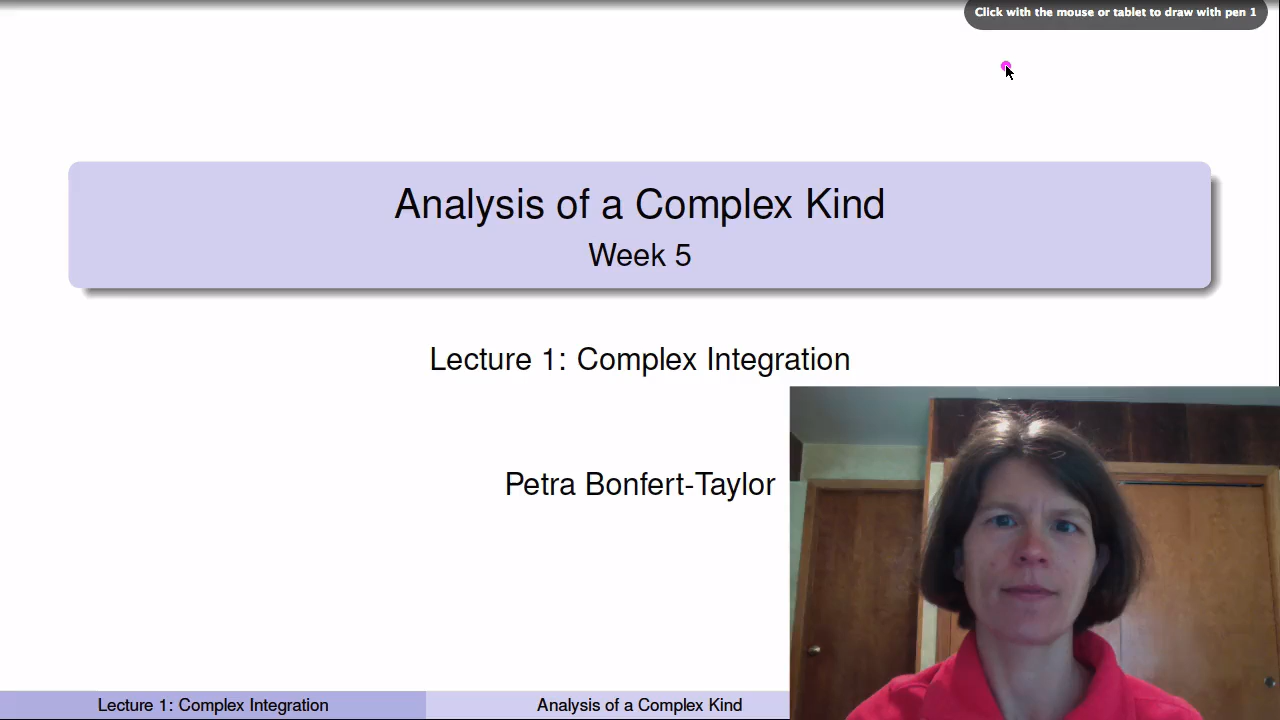 Click with the mouse or tablet to draw with pen 1
Analysis of a Complex Kind
Week 5
Lecture 1: Complex Integration
Petra Bonfert-Taylor
Lecture 1: Complex Integration
Analysis of a Complex Kind